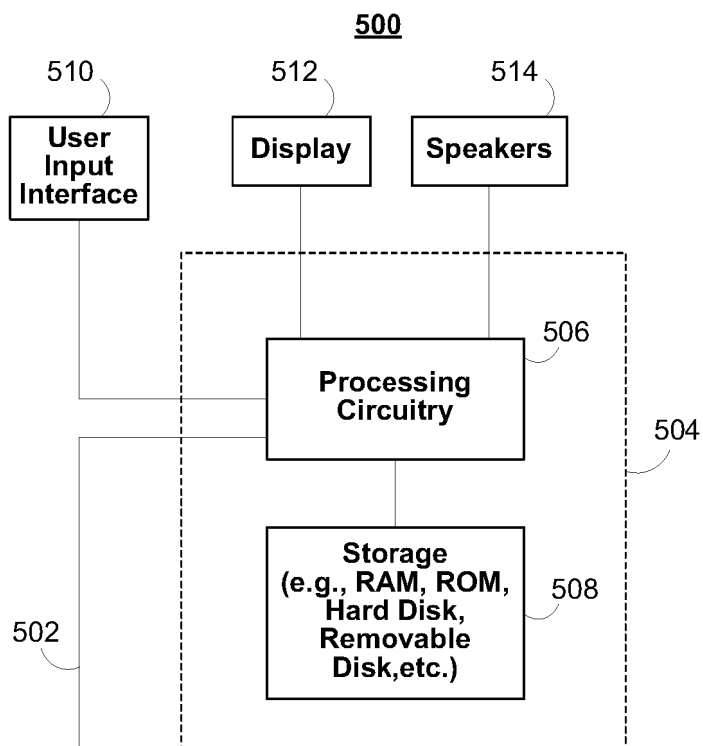 500
510
512
514
User
Input
Interface
Display
Speakers
506
Processing
Circuitry
504
Storage
(e.g., RAM, ROM,
Hard Disk,
Removable
Disk,etc.)
508
502